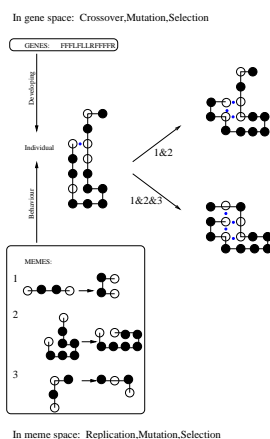 In gene space: Crossover,Mutation,Selection
GENES: FFFLFLLRFFFFR
Developing
Individual
1&2
Behaviour
1&2&3
MEMES:
1
2
3
In meme space: Replication,Mutation,Selection